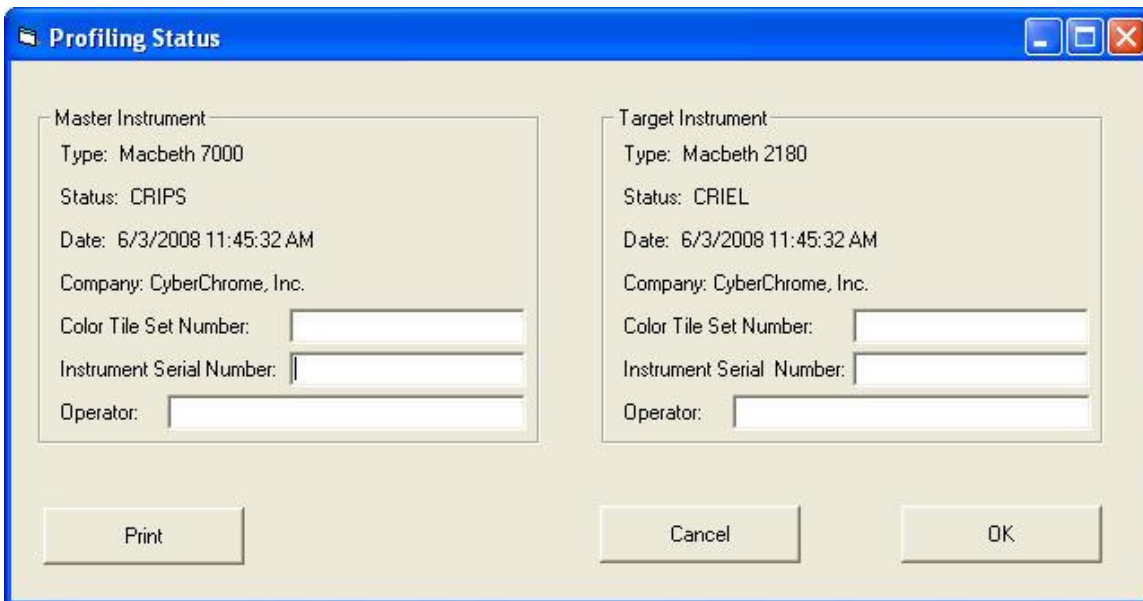 Profiling Status
Master Instrument
Type: Macbeth 7000
Status: CRIPS
Date: 6/3/2008 11:45:32 AM
Company: CyberChrome, Inc.
Color Tile Set Number:
Instrument Serial Number:
Operator:
Target Instrument
Type: Macbeth 2180
Status: CRIEL
Date: 6/3/2008 11:45:32 AM
Company: CyberChrome, Inc.
Color Tile Set Number:
Instrument Serial Number:
Operator:
Print
Cancel
OK